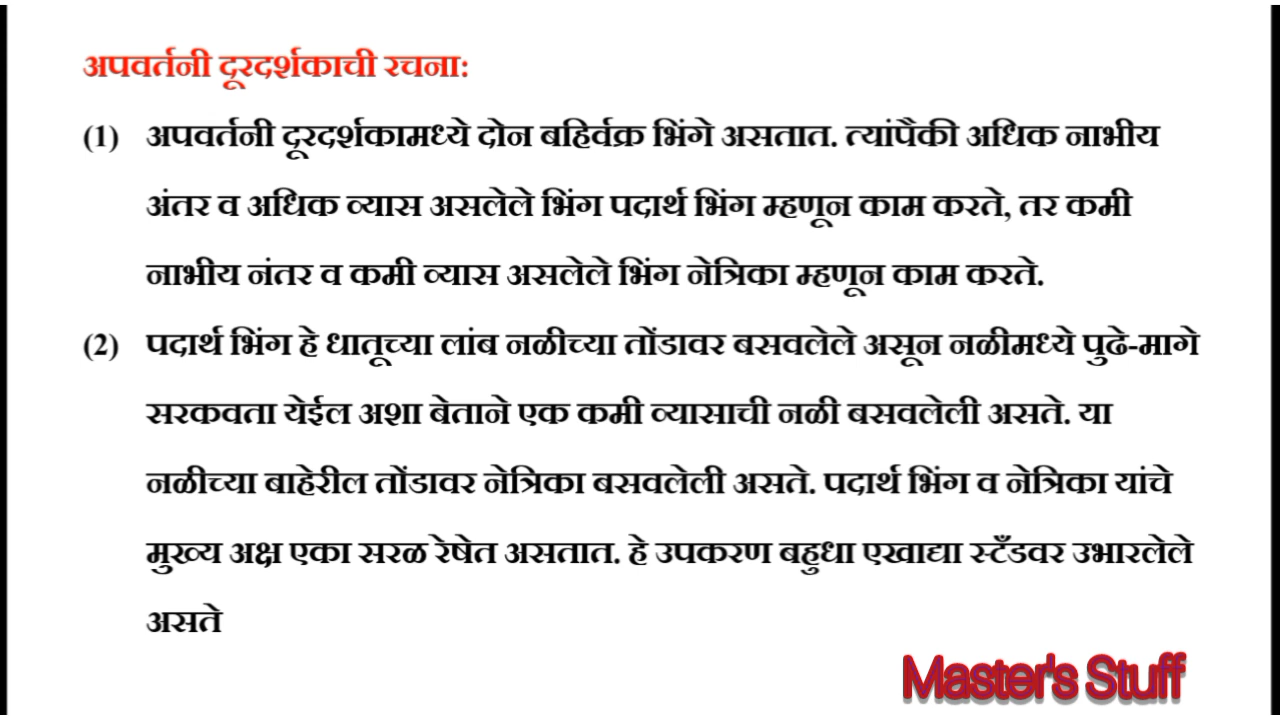 अपवर्तनी दूरदर्शकाची रचना:
(1) अपवर्तनी दूरदर्शकामध्ये दोन बहिर्वक्र भिंगे असतात. त्यांपैकी अधिक नाभीय
अंतर व अधिक व्यास असलेले भिंग पदार्थ भिंग म्हणून काम करते, तर कमी
नाभीय नंतर व कमी व्यास असलेले भिंग नेत्रिका म्हणून काम करते.
(2) पदार्थ भिंग हे धातूच्या लांब नळीच्या तोंडावर बसवलेले असून नळीमध्ये पुढे-मागे
सरकवता येईल अशा बेताने एक कमी व्यासाची नळी बसवलेली असते. या
नळीच्या बाहेरील तोंडावर नेत्रिका बसवलेली असते. पदार्थ भिंग व नेत्रिका यांचे
मुख्य अक्ष एका सरळ रेषेत असतात. हे उपकरण बहुधा एखाद्या स्टँडवर उभारलेले
असते
Master's Stuff